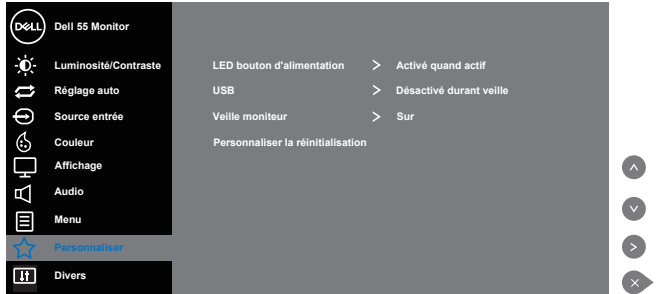 DELL
Dell 55 Monitor
Luminosité/Contraste
Réglage auto
Source entrée
Couleur
Affichage
Audio
Menu
Personnaliser
Divers
LED bouton d'alimentation > Activé quand actif
USB > Désactivé durant veille
Veille moniteur > Sur
Personnaliser la réinitialisation